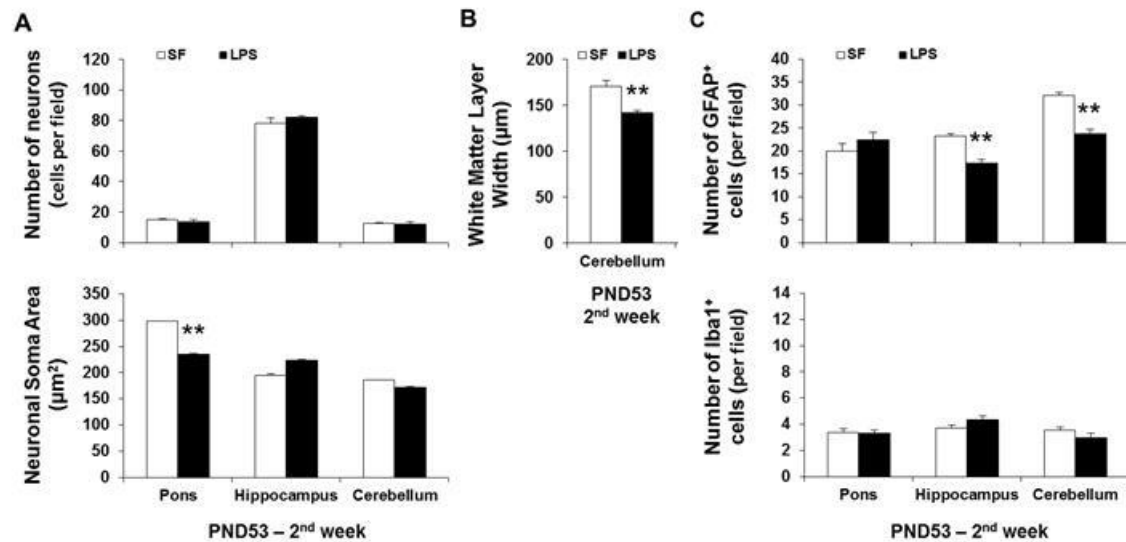 A
Number of neurons
(cells per field)
SF LPS
120
100
80
60
40
20
0
Neuronal Soma Area
(µm²)
350
300
250
200
150
100
50
0
**
Pons Hippocampus Cerebellum
PND53 – 2nd week
B
White Matter Layer
Width (µm)
SF LPS
200
150
100
50
0
**
Cerebellum
PND53
2nd week
C
Number of GFAP⁺
cells (per field)
SF LPS
40
35
30
25
20
15
10
5
0
**
**
Number of Iba1⁺
cells (per field)
14
12
10
8
6
4
2
0
Pons Hippocampus Cerebellum
PND53 – 2nd week